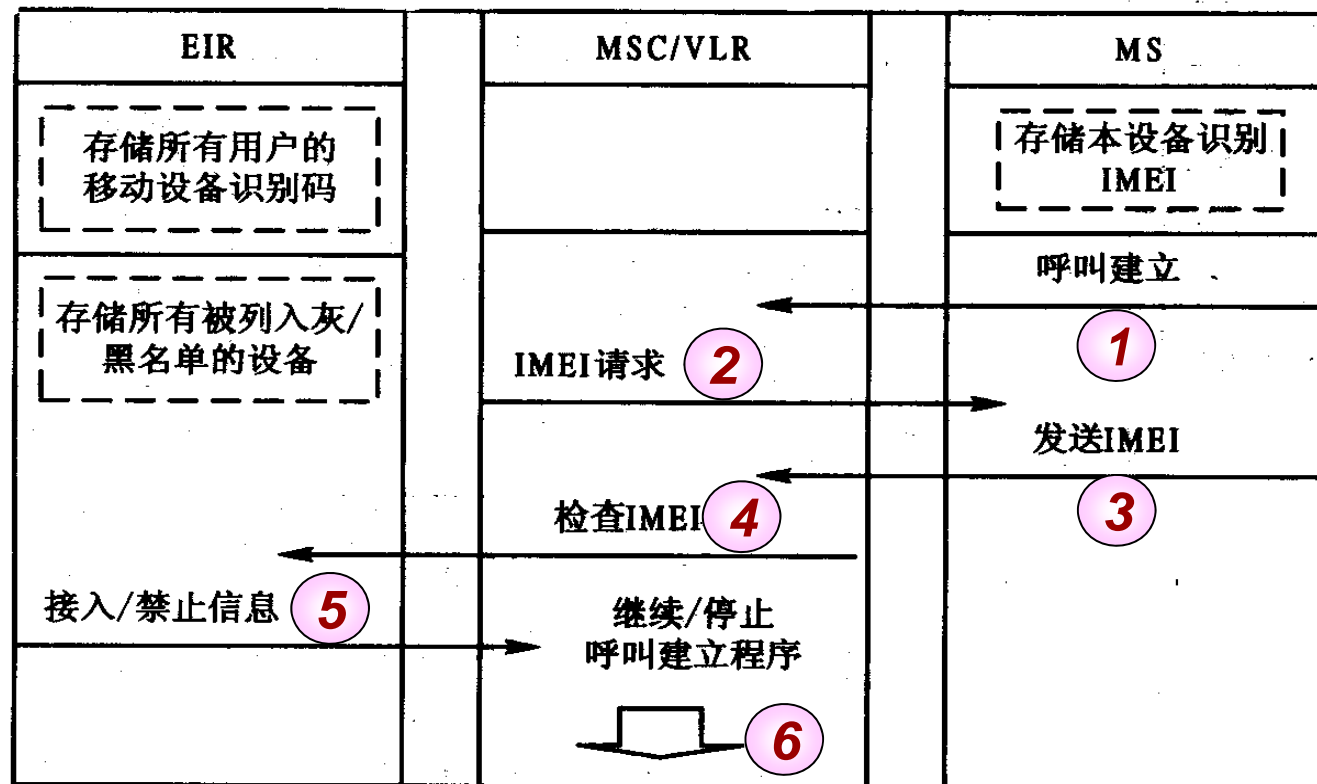 EIR
MSC/VLR
MS
存储所有用户的
移动设备识别码
存储本设备识别
IMEI
呼叫建立
1
存储所有被列入灰/
黑名单的设备
IMEI请求
2
发送IMEI
3
检查IMEI
4
接入/禁止信息
5
继续/停止
呼叫建立程序
6